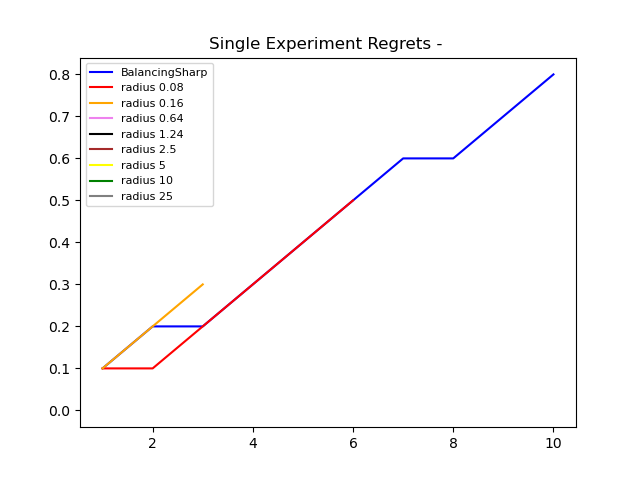 Single Experiment Regrets -
BalancingSharp
radius 0.08
radius 0.16
radius 0.64
radius 1.24
radius 2.5
radius 5
radius 10
radius 25
0.8
0.7
0.6
0.5
0.4
0.3
0.2
0.1
0.0
2 4 6 8 10